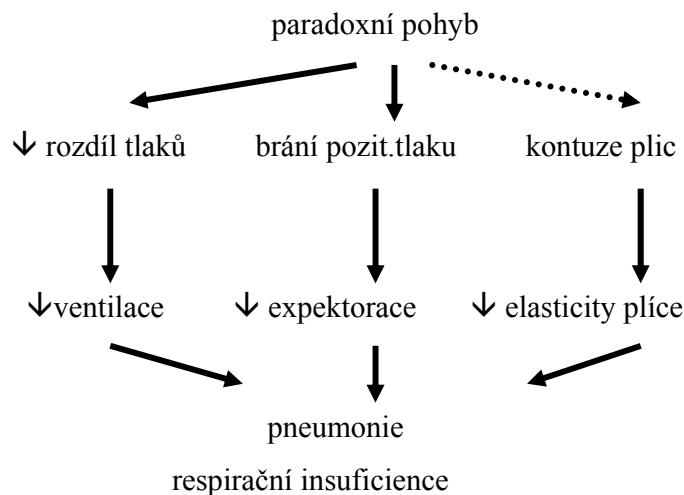 paradoxní pohyb
↓ rozdíl tlaků brání pozit.tlaku kontuze plic
↓ventilace ↓ expektorace ↓ elasticity plíce
pneumonie
respirační insuficience